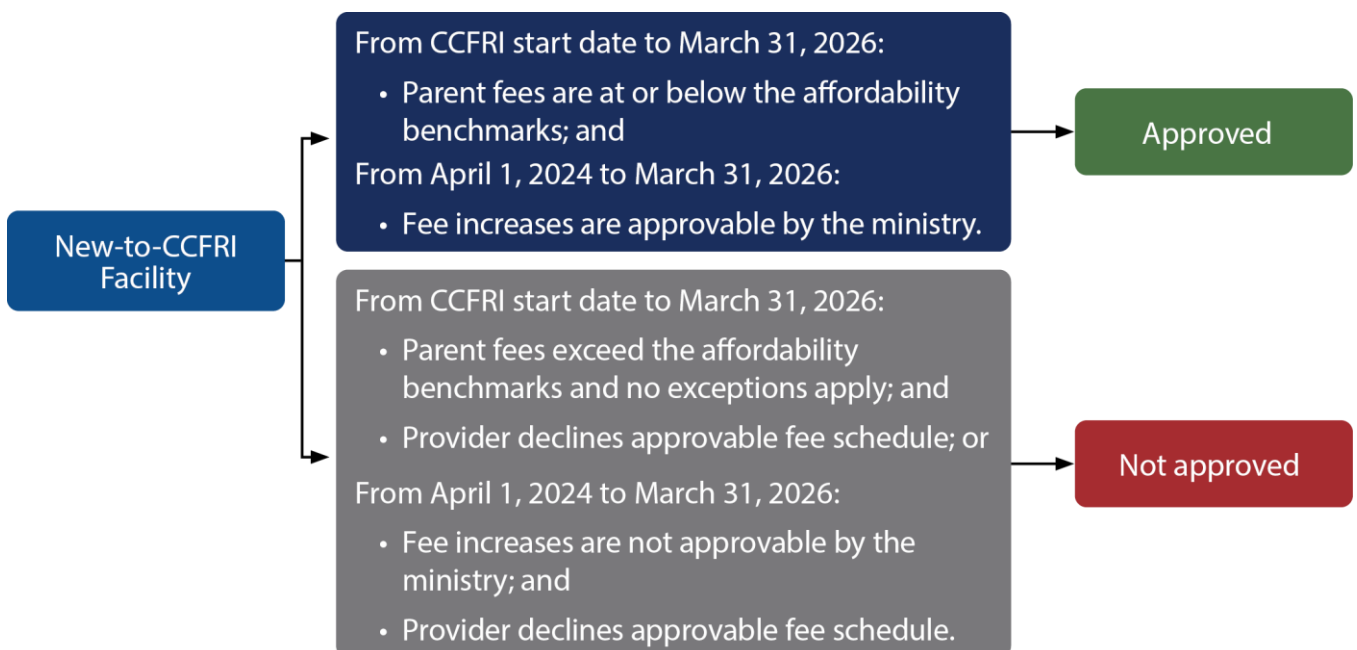 New-to-CCFRI
Facility
From CCFRI start date to March 31, 2026:
• Parent fees are at or below the affordability
benchmarks; and
From April 1, 2024 to March 31, 2026:
• Fee increases are approvable by the ministry.
Approved
From CCFRI start date to March 31, 2026:
• Parent fees exceed the affordability
benchmarks and no exceptions apply; and
• Provider declines approvable fee schedule; or
From April 1, 2024 to March 31, 2026:
• Fee increases are not approvable by the
ministry; and
• Provider declines approvable fee schedule.
Not approved